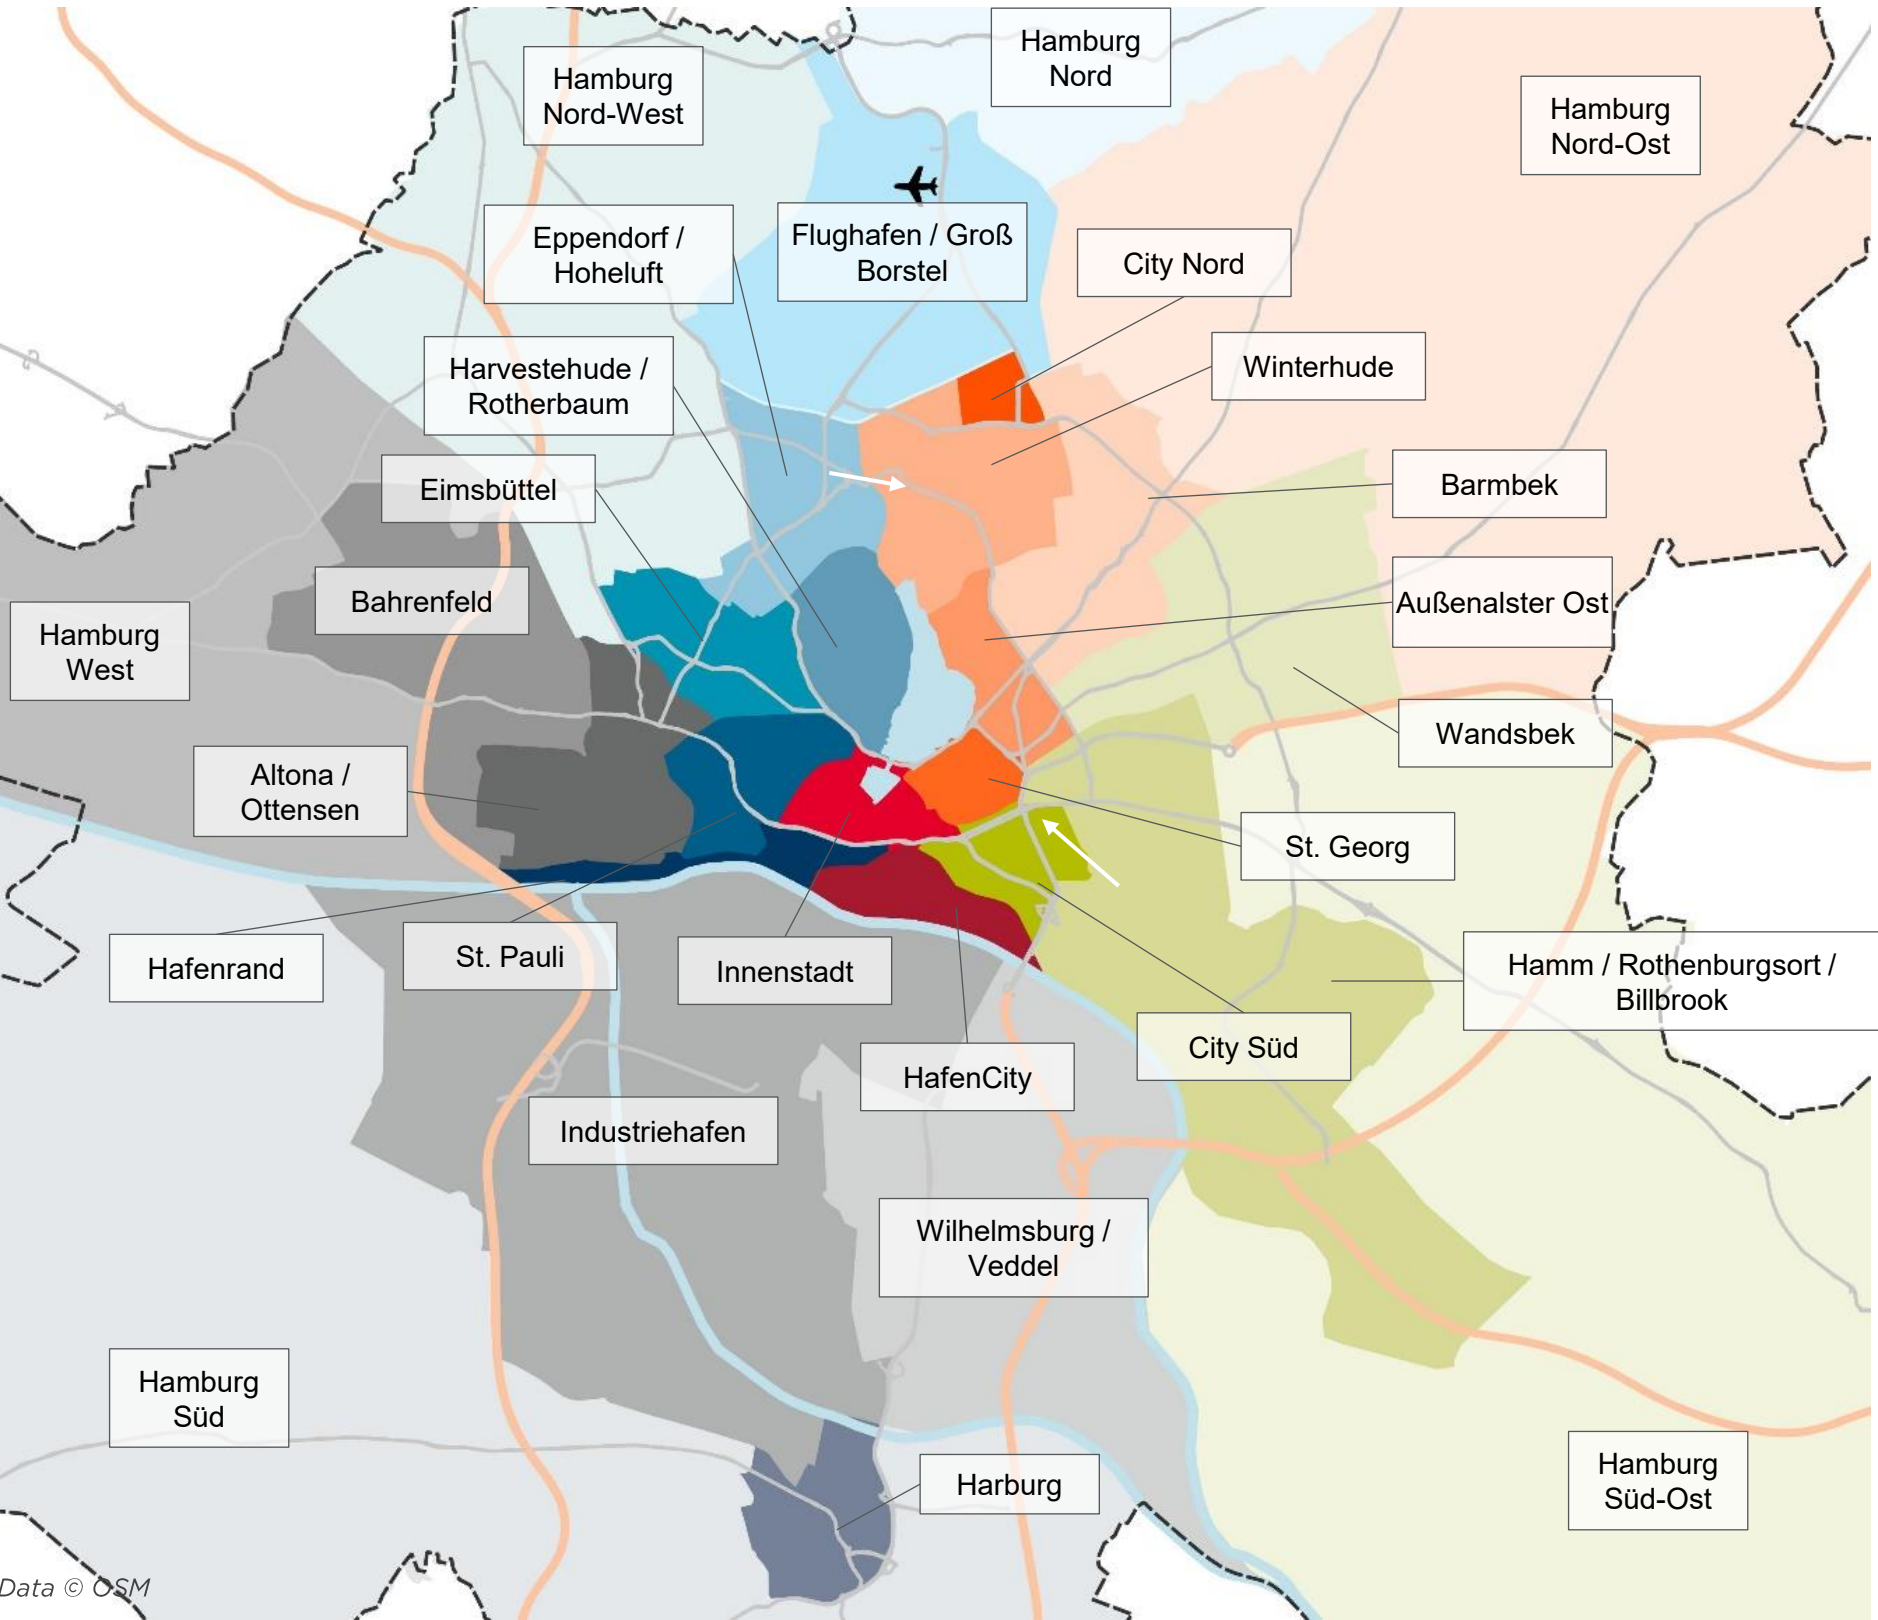 Hamburg
Nord
Hamburg
Nord-West
Hamburg
Nord-Ost
Eppendorf /
Hoheluft
Flughafen / Groß
Borstel
City Nord
Harvestehude /
Rotherbaum
Winterhude
Eimsbüttel
Barmbek
Bahrenfeld
Außenalster Ost
Hamburg
West
Wandsbek
Altona /
Ottensen
St. Georg
Hafenrand
St. Pauli
Innenstadt
Hamm / Rothenburgsort /
Billbrook
City Süd
HafenCity
Industriehafen
Wilhelmsburg /
Veddel
Hamburg
Süd
Harburg
Hamburg
Süd-Ost
Data © OSM